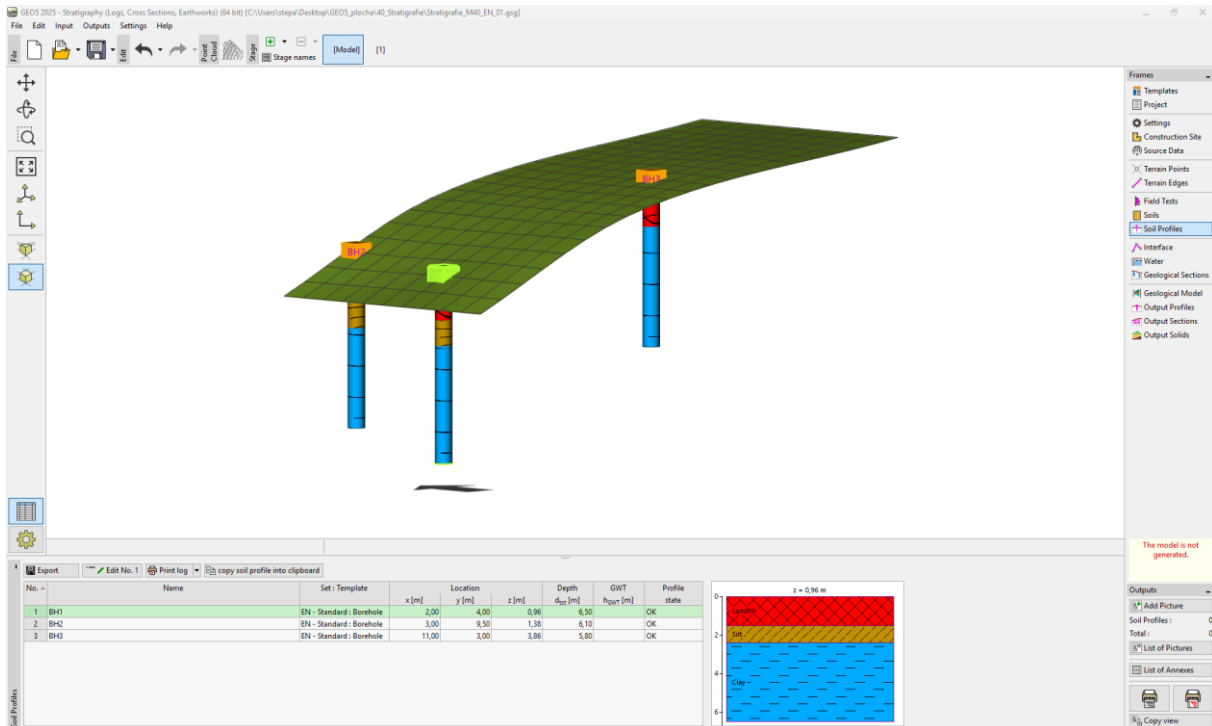 GEO5 2025 - Stratigraphy (Logs, Cross Sections, Earthworks) (64 bit) [C:\Users\stepa\Desktop\GEO5_plocha\40_Stratigrafie\Stratigrafie_M40_EN_01.gsg]
File Edit Input Outputs Settings Help
File Edit Point Cloud Stage Stage names [Model] [1]
Frames
Templates
Project
Settings
Construction Site
Source Data
Terrain Points
Terrain Edges
Field Tests
Soils
Soil Profiles
Interface
Water
Geological Sections
Geological Model
Output Profiles
Output Sections
Output Solids
BH3
BH2
The model is not
generated.
Export Edit No. 1 Print log copy soil profile into clipboard
No. Name Set : Template Location Depth GWT Profile
x [m] y [m] z [m] dtot [m] hGWT [m] state
1 BH1 EN - Standard : Borehole 2,00 4,00 0,96 6,50 OK
2 BH2 EN - Standard : Borehole 3,00 9,50 1,38 6,10 OK
3 BH3 EN - Standard : Borehole 11,00 3,00 3,86 5,80 OK
Soil Profiles
z = 0,96 m
0
Landfill
2
Silt
4
Clay
6
Outputs
Add Picture
Soil Profiles : 0
Total : 0
List of Pictures
List of Annexes
Copy view